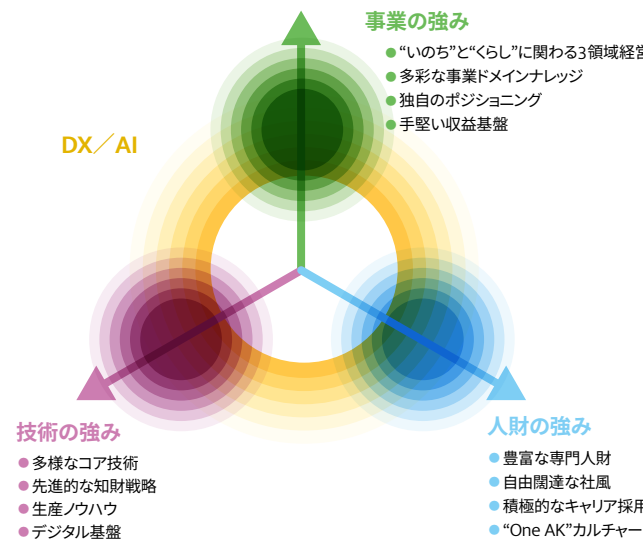 事業の強み
●“いのち”と“くらし”に関わる3領域経営
●多彩な事業ドメインナレッジ
●独自のポジショニング
●手堅い収益基盤
DX／AI
技術の強み
●多様なコア技術
●先進的な知財戦略
●生産ノウハウ
●デジタル基盤
人財の強み
●豊富な専門人財
●自由闊達な社風
●積極的なキャリア採用
●“One AK”カルチャー